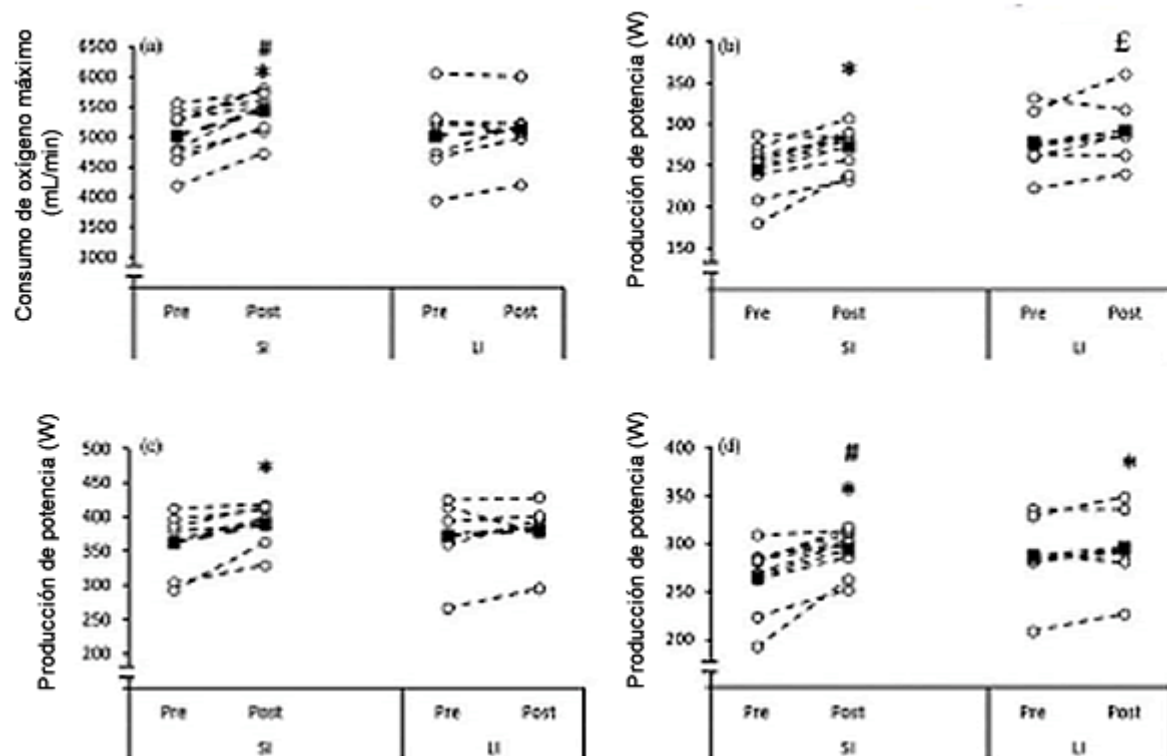 Consumo de oxígeno máximo
(mL/min)
(a)
6500
6000
5500
5000
4500
4000
3500
3000
#
*
Pre Post Pre Post
SI LI
Producción de potencia (W)
(b)
400
350
300
250
200
150
*
£
Pre Post Pre Post
SI LI
Producción de potencia (W)
(c)
500
450
400
350
300
250
200
*
Pre Post Pre Post
SI LI
Producción de potencia (W)
(d)
400
350
300
250
200
#
*
*
Pre Post Pre Post
SI LI